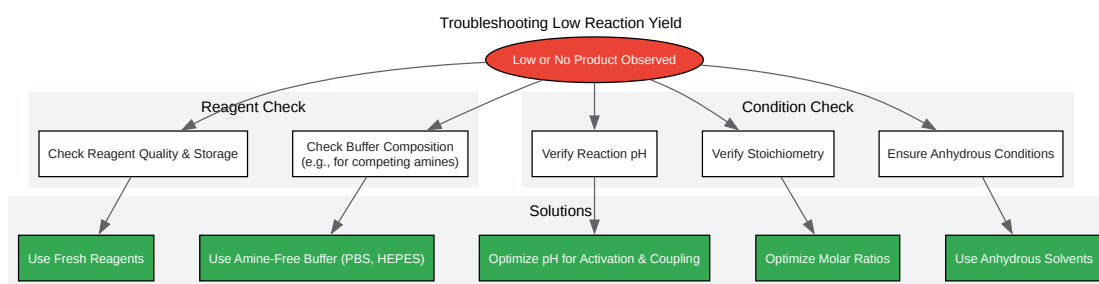 Troubleshooting Low Reaction Yield
Low or No Product Observed
Reagent Check
Condition Check
Check Reagent Quality & Storage
Check Buffer Composition
(e.g., for competing amines)
Verify Reaction pH
Verify Stoichiometry
Ensure Anhydrous Conditions
Solutions
Use Fresh Reagents
Use Amine-Free Buffer (PBS, HEPES)
Optimize pH for Activation & Coupling
Optimize Molar Ratios
Use Anhydrous Solvents